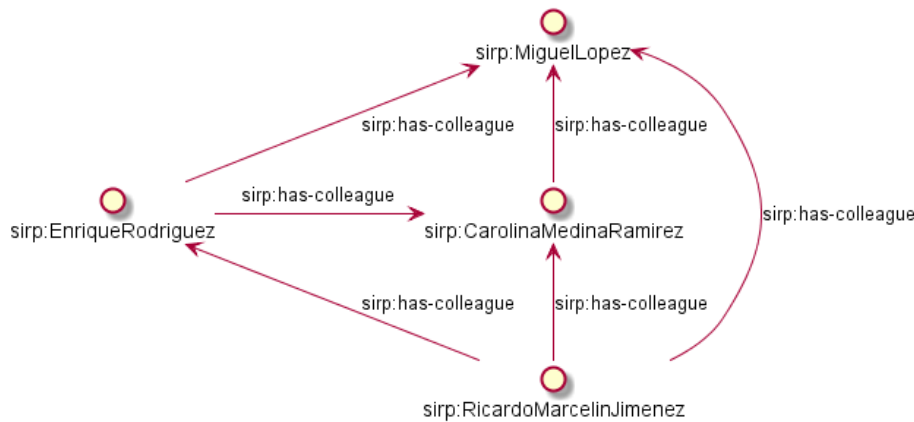 sirp:MiguelLopez
sirp:has-colleague
sirp:has-colleague
sirp:has-colleague
sirp:has-colleague
sirp:EnriqueRodriguez
sirp:CarolinaMedinaRamirez
sirp:has-colleague
sirp:has-colleague
sirp:RicardoMarcelinJimenez